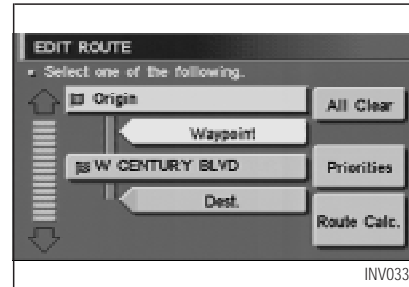 EDIT ROUTE
Select one of the following.
Origin
All Clear
Waypoint
W CENTURY BLVD
Priorities
Dest.
Route Calc.
INV033